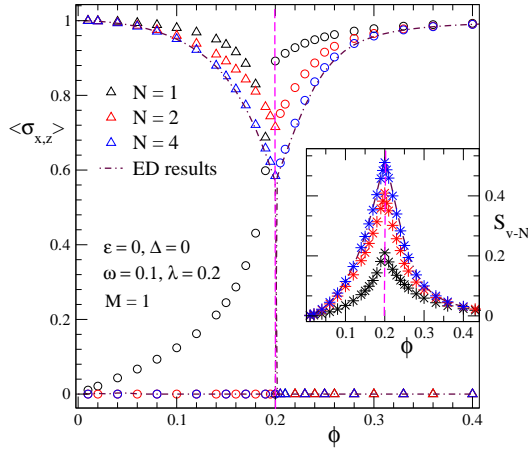 1
0.8
0.6
0.4
0.2
0
<σx,z>
N = 1
N = 2
N = 4
ED results
ε=0, Δ=0
ω=0.1, λ=0.2
M = 1
0 0.1 0.2 0.3 0.4
ϕ
0.4
0.2
0
S v-N
0.1 0.2 0.3 0.4
ϕ